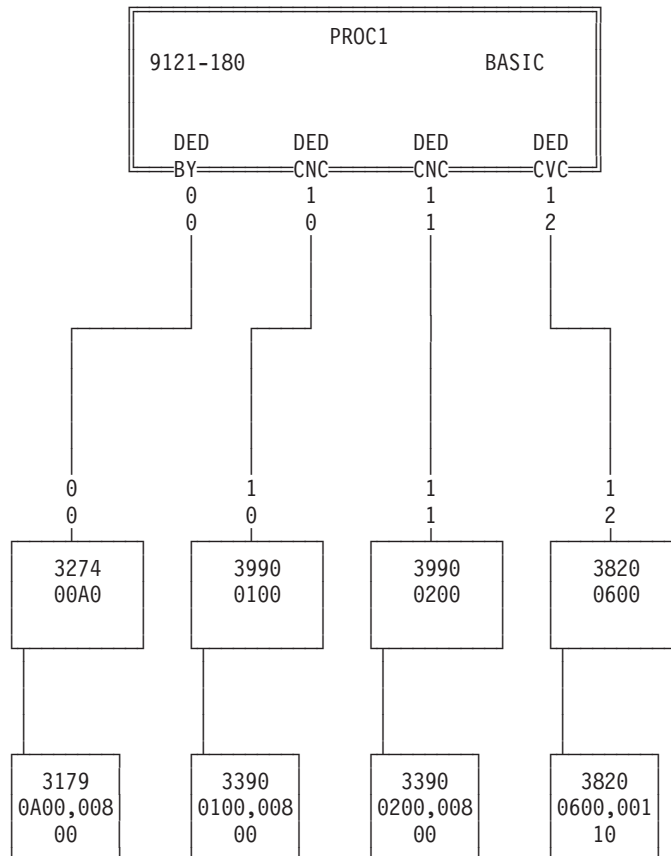 PROC1
9121-180 BASIC
DED DED DED DED
BY CNC CNC CVC
0 1 1 1
0 0 1 2
0 1 1 1
0 0 1 2
3274 3990 3990 3820
00A0 0100 0200 0600
3179 3390 3390 3820
0A00,008 0100,008 0200,008 0600,001
00 00 00 10